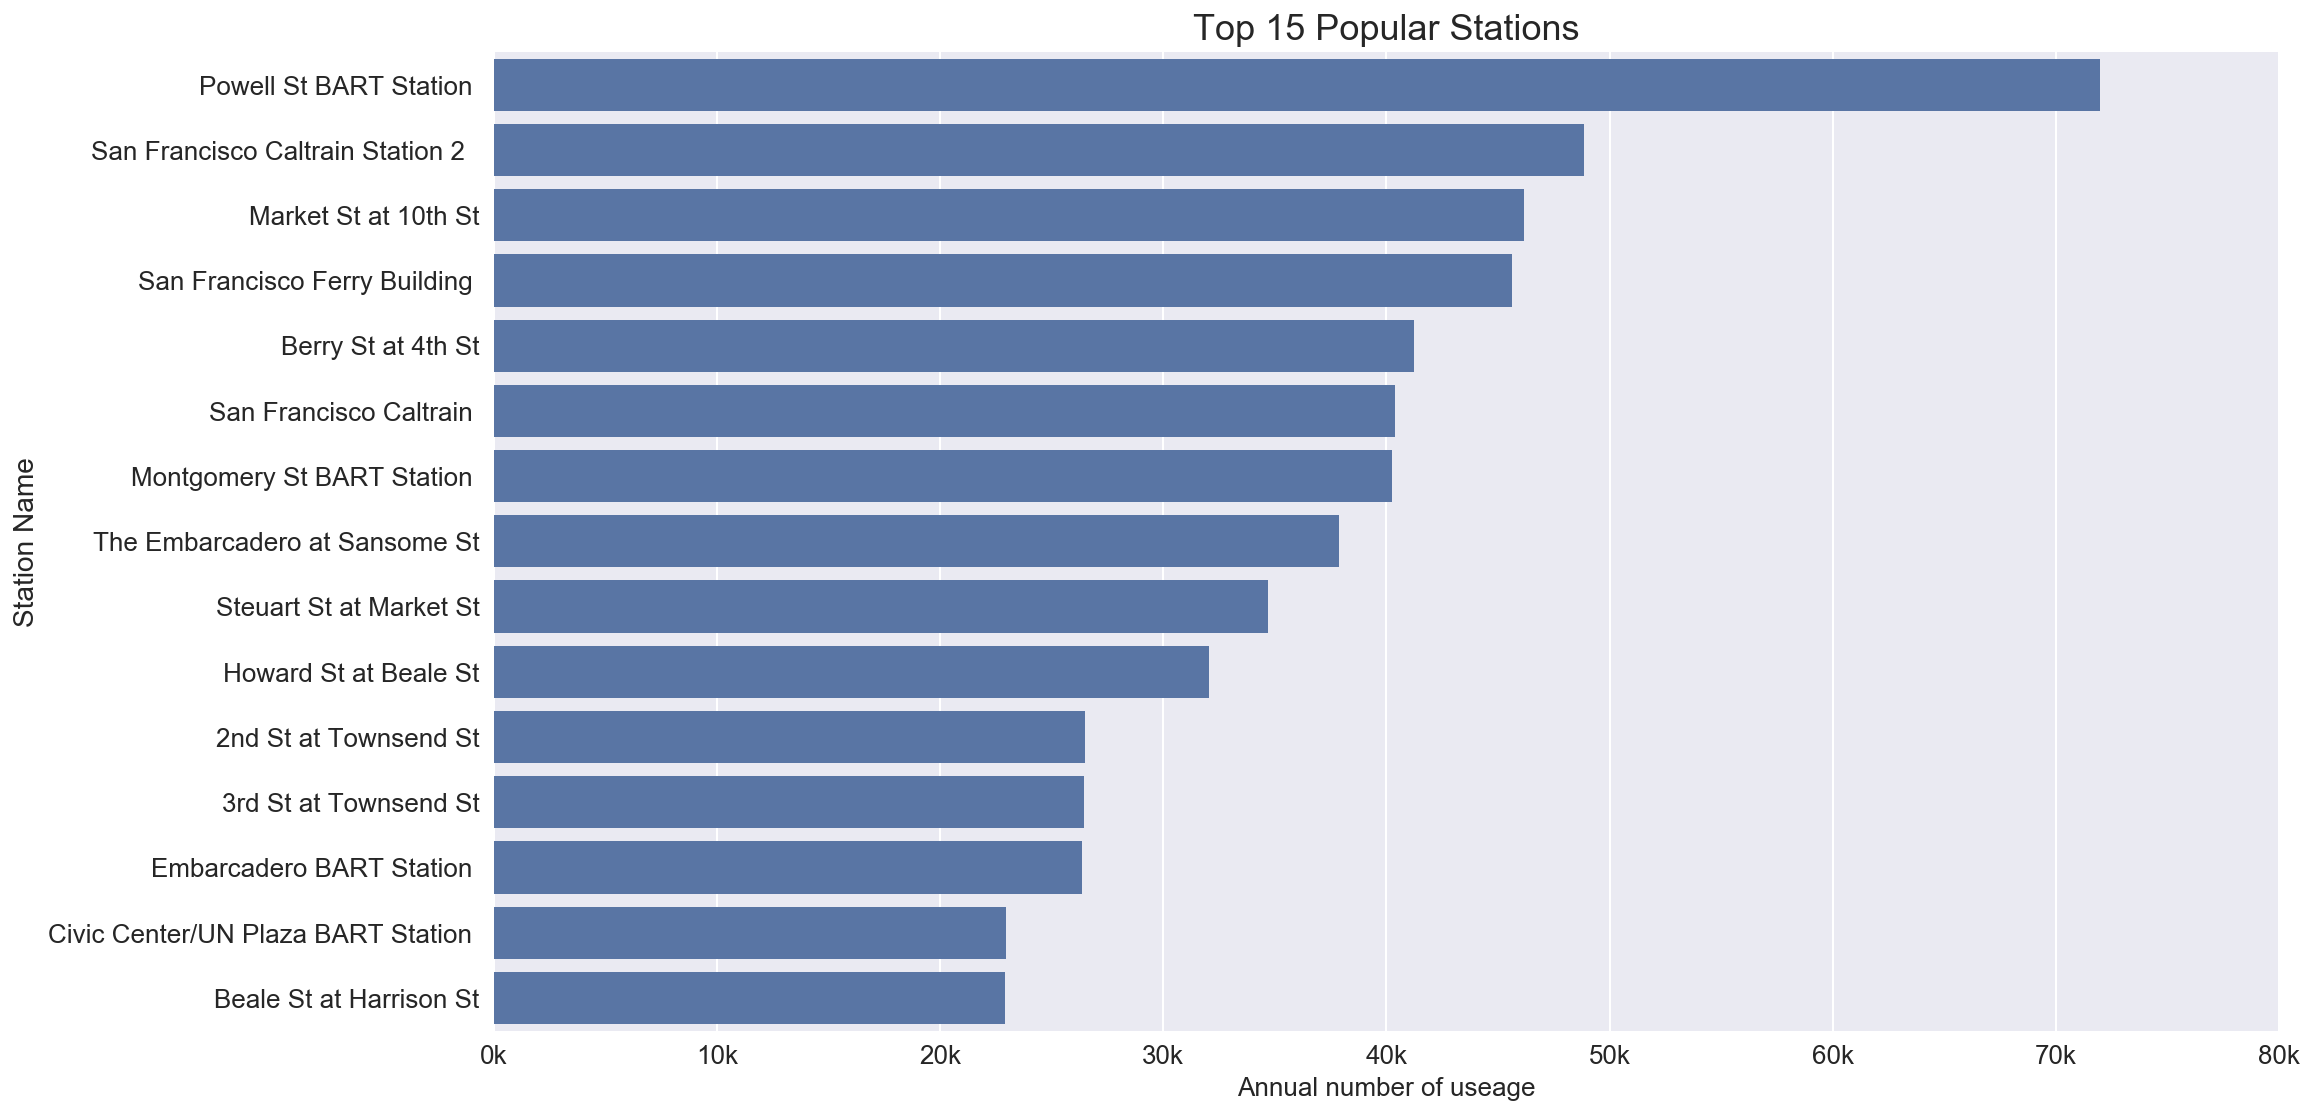 Top 15 Popular Stations
Station Name
Powell St BART Station
San Francisco Caltrain Station 2
Market St at 10th St
San Francisco Ferry Building
Berry St at 4th St
San Francisco Caltrain
Montgomery St BART Station
The Embarcadero at Sansome St
Steuart St at Market St
Howard St at Beale St
2nd St at Townsend St
3rd St at Townsend St
Embarcadero BART Station
Civic Center/UN Plaza BART Station
Beale St at Harrison St
0k 10k 20k 30k 40k 50k 60k 70k 80k
Annual number of useage